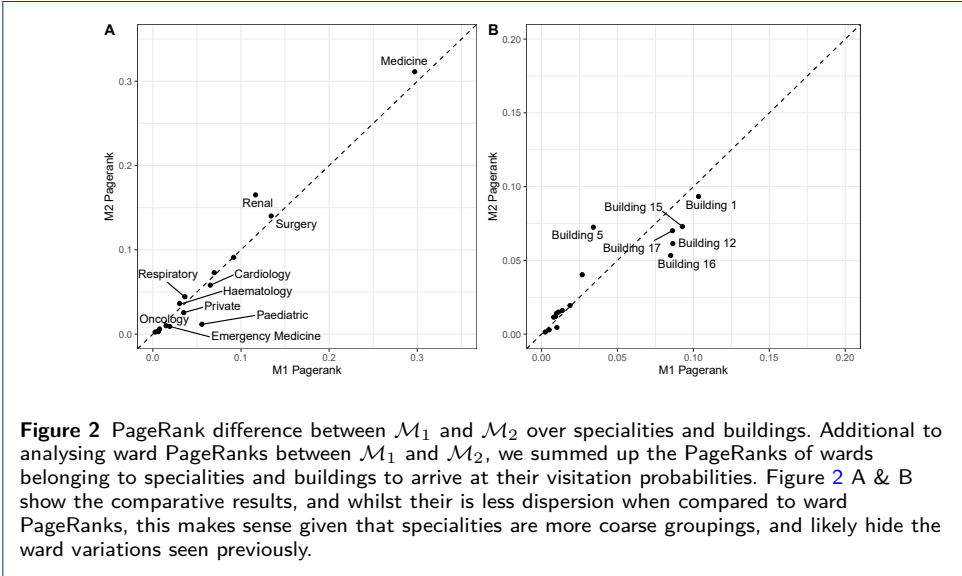 A
B
M2 Pagerank
0.3
0.2
0.1
0.0
Medicine
Renal
Surgery
Respiratory
Cardiology
Haematology
Private
Oncology
Paediatric
Emergency Medicine
0.0 0.1 0.2 0.3
M1 Pagerank
M2 Pagerank
0.20
0.15
0.10
0.05
0.00
Building 15
Building 1
Building 5
Building 17
Building 12
Building 16
0.00 0.05 0.10 0.15 0.20
M1 Pagerank
Figure 2 PageRank difference between ℳ₁ and ℳ₂ over specialities and buildings. Additional to
analysing ward PageRanks between ℳ₁ and ℳ₂, we summed up the PageRanks of wards
belonging to specialities and buildings to arrive at their visitation probabilities. Figure 2 A & B
show the comparative results, and whilst their is less dispersion when compared to ward
PageRanks, this makes sense given that specialities are more coarse groupings, and likely hide the
ward variations seen previously.